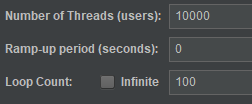 Number of Threads (users): 10000
Ramp-up period (seconds): 0
Loop Count: Infinite 100